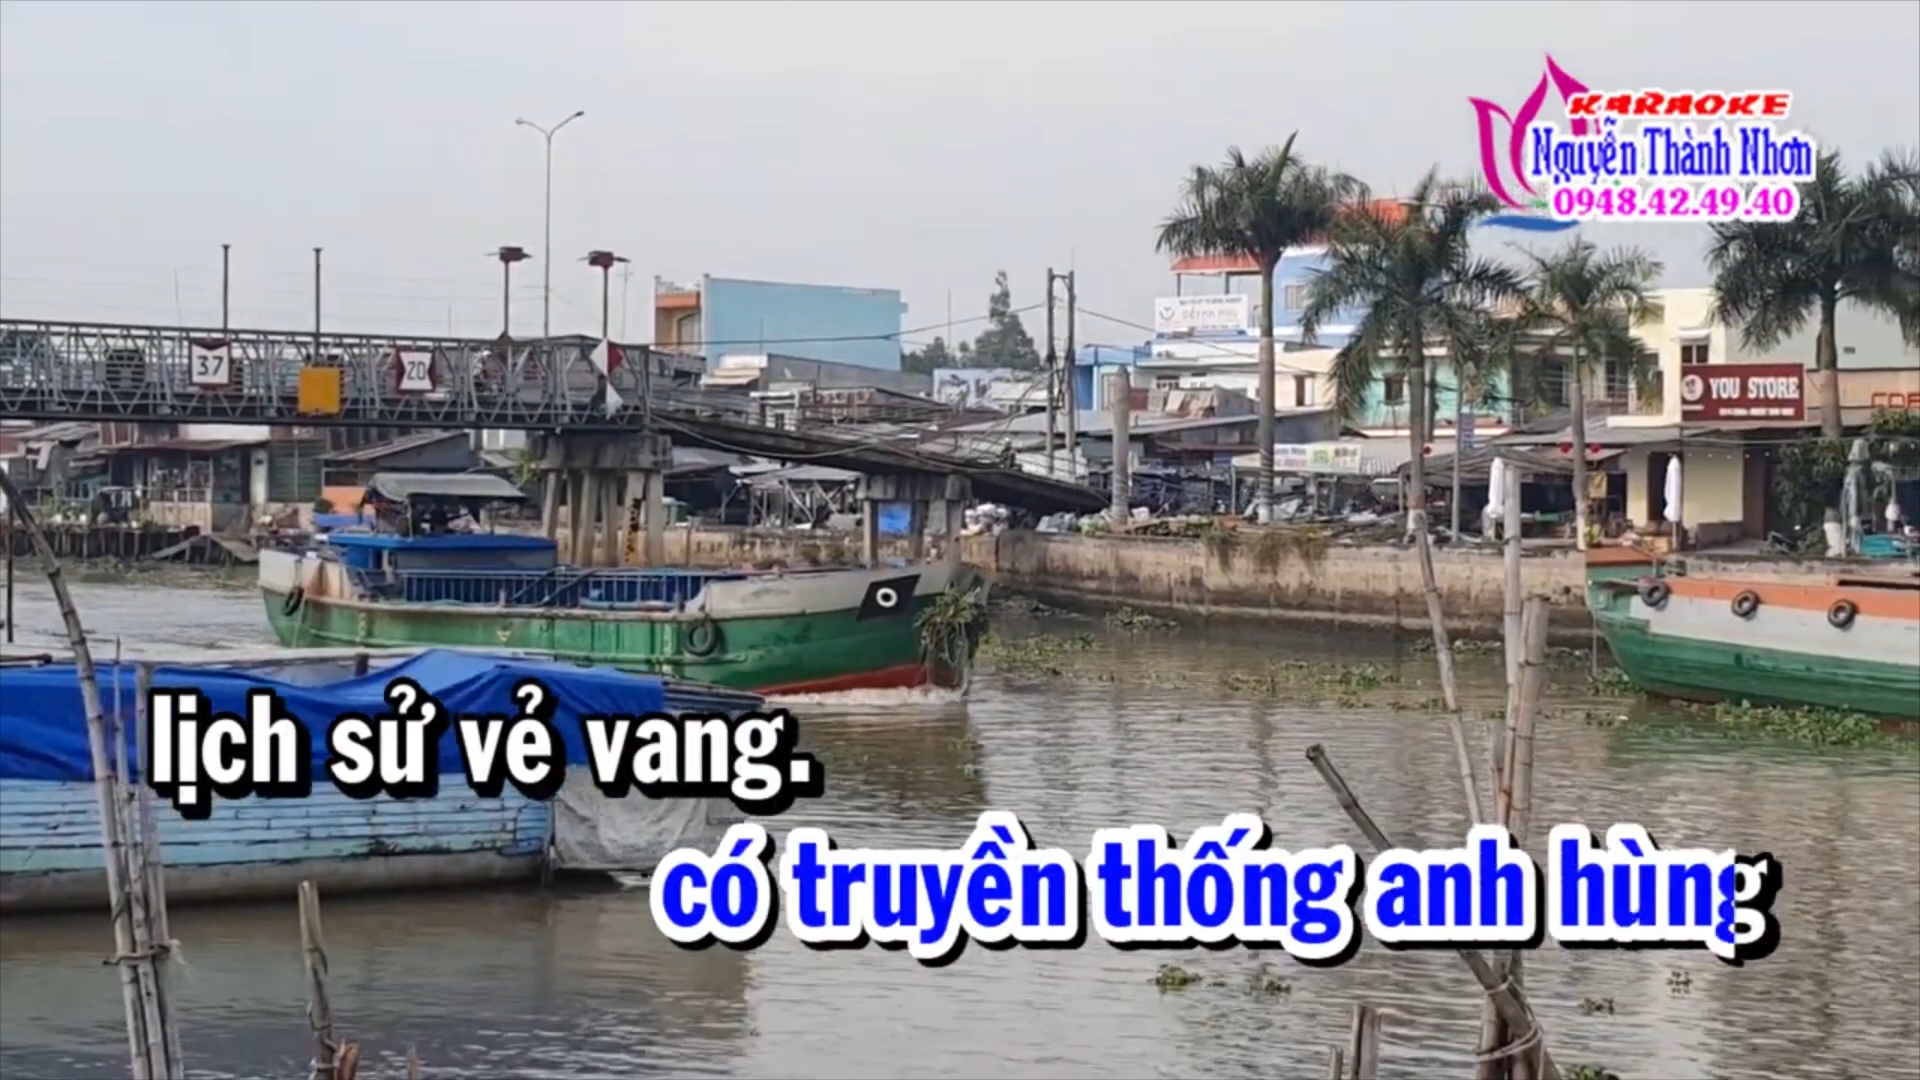 KARAOKE
Nguyễn Thành Nhơn
0948.42.49.40
37
20
YOU STORE
lịch sử vẻ vang.
có truyền thống anh hùng